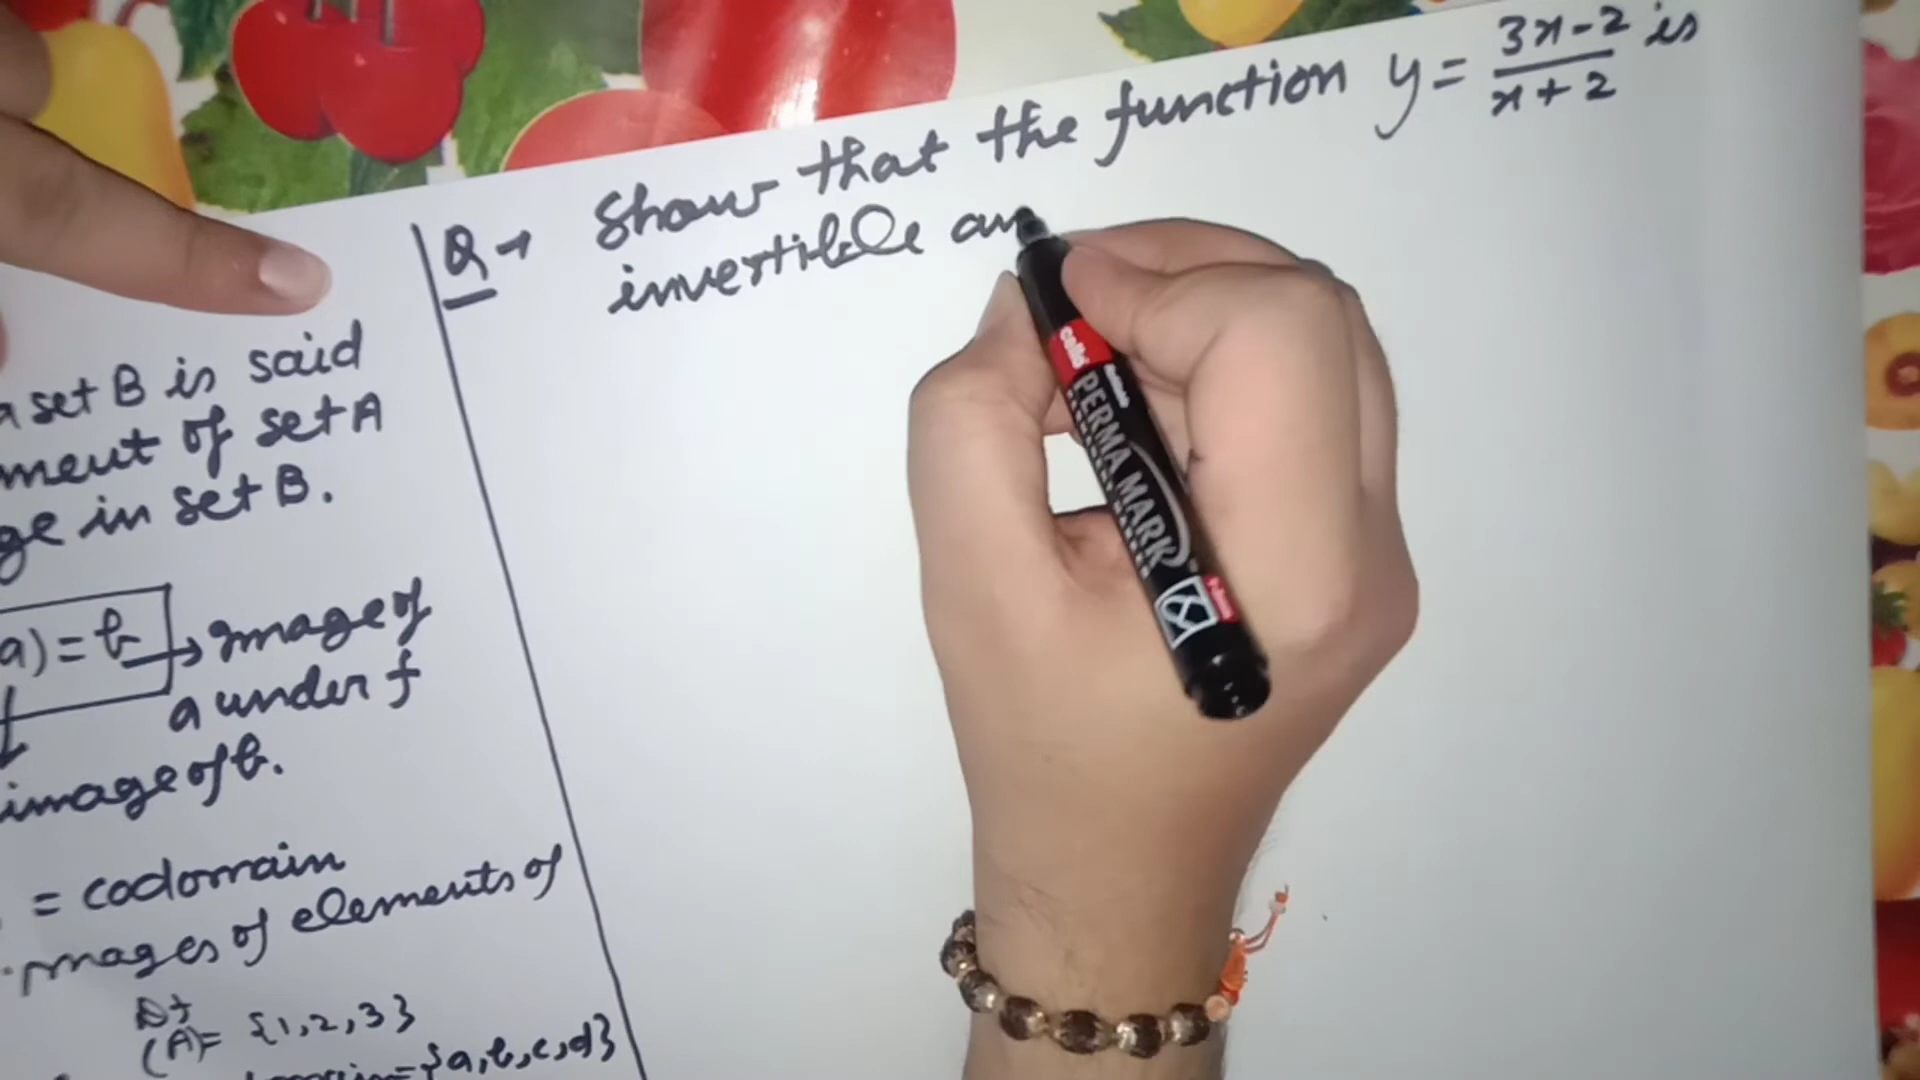 a set B is said
ment of set A
ge in set B.
a) = b → Image of
a under f
image of b.
= codomain
Images of elements of
Df
(A) = {1,2,3}
= {a,b,c,d}
Q → Show that the function y = 3x-2/x+2 is
invertible an
cello
PERMA MARK